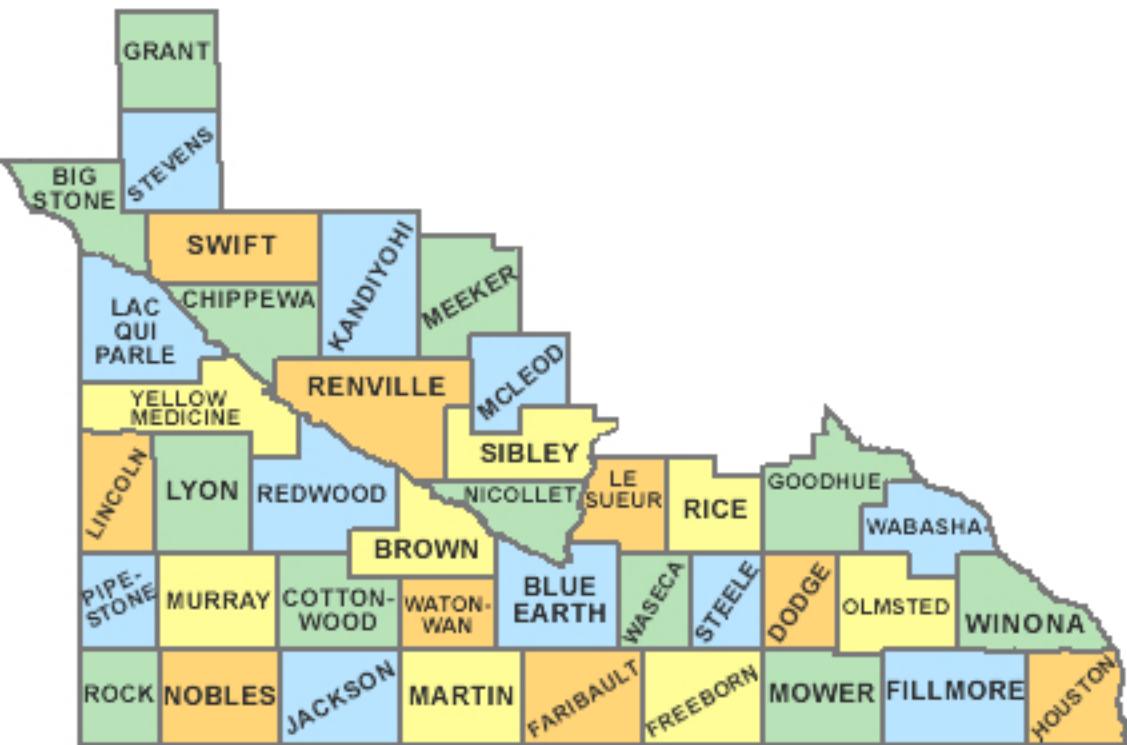 GRANT
STEVENS
BIG
STONE
SWIFT
KANDIYOHI
MEEKER
CHIPPEWA
LAC
QUI
PARLE
RENVILLE
MCLEOD
YELLOW
MEDICINE
SIBLEY
LINCOLN
LYON
REDWOOD
NICOLLET
LE
SUEUR
RICE
GOODHUE
WABASHA
BROWN
PIPE-
STONE
MURRAY
COTTON-
WOOD
WATON-
WAN
BLUE
EARTH
WASECA
STEELE
DODGE
OLMSTED
WINONA
ROCK
NOBLES
JACKSON
MARTIN
FARIBAULT
FREEBORN
MOWER
FILLMORE
HOUSTON